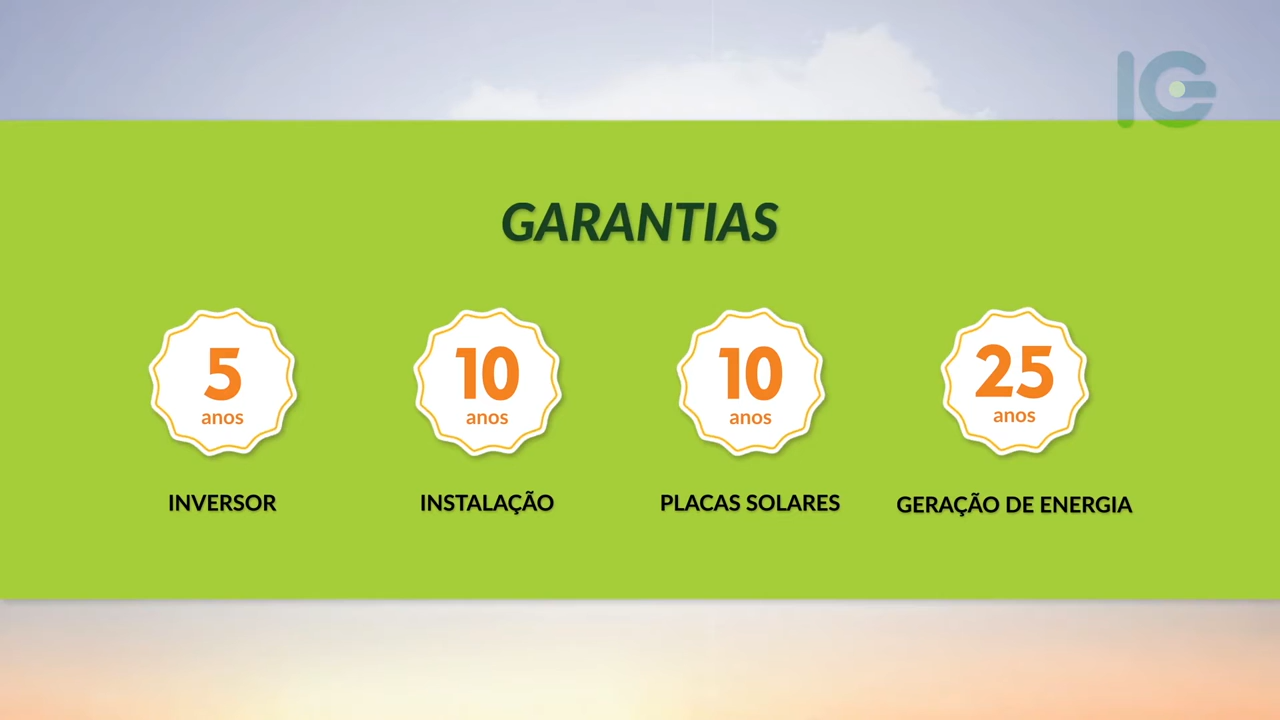 IG
GARANTIAS
5
anos
INVERSOR
10
anos
INSTALAÇÃO
10
anos
PLACAS SOLARES
25
anos
GERAÇÃO DE ENERGIA